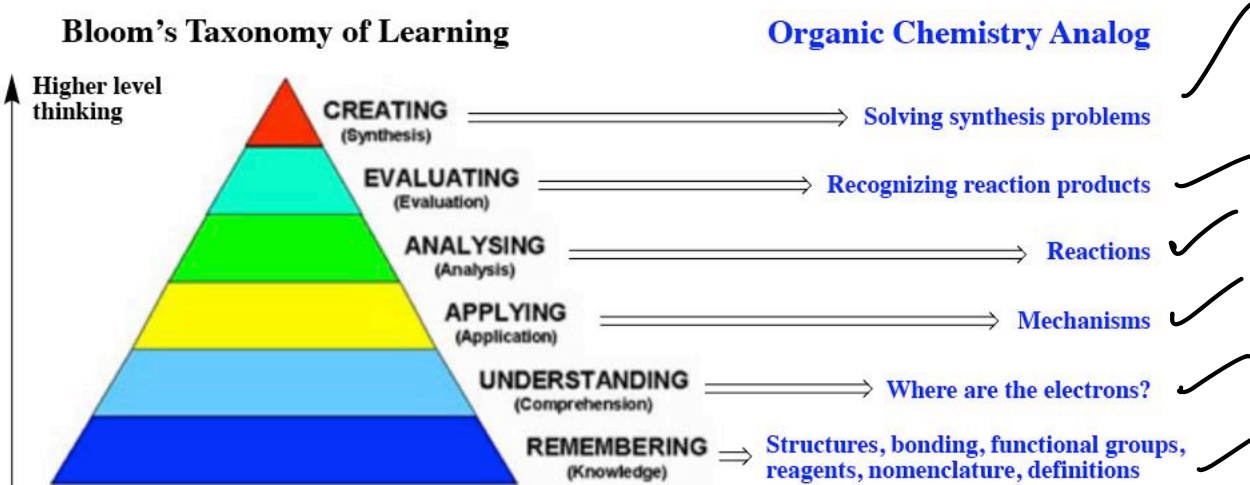 Bloom's Taxonomy of Learning
Organic Chemistry Analog
Higher level
thinking
CREATING
(Synthesis)
Solving synthesis problems
EVALUATING
(Evaluation)
Recognizing reaction products
ANALYSING
(Analysis)
Reactions
APPLYING
(Application)
Mechanisms
UNDERSTANDING
(Comprehension)
Where are the electrons?
REMEMBERING
(Knowledge)
Structures, bonding, functional groups,
reagents, nomenclature, definitions